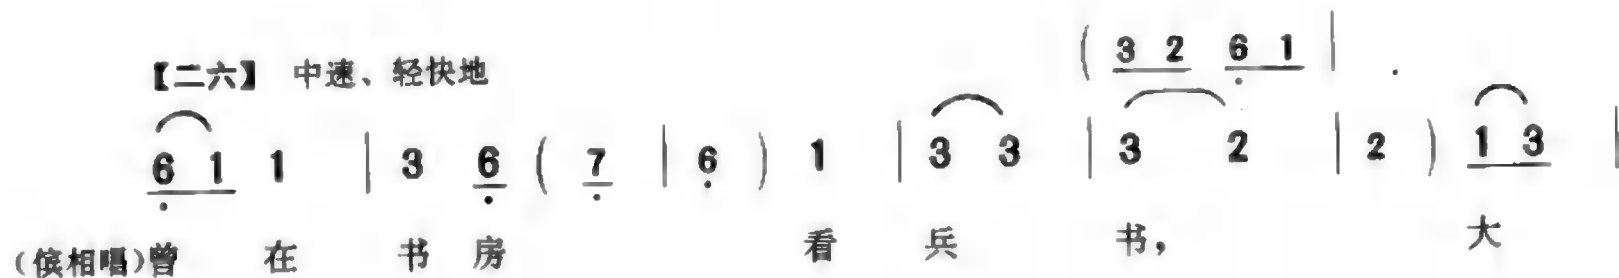 ( 3 2 6 1 |
【二六】 中速、轻快地
6 1 1 | 3 6 ( 7 | 6 ) 1 | 3 3 | 3 2 | 2 ) 1 3 |
(傧相唱)曾 在 书 房 看 兵 书， 大